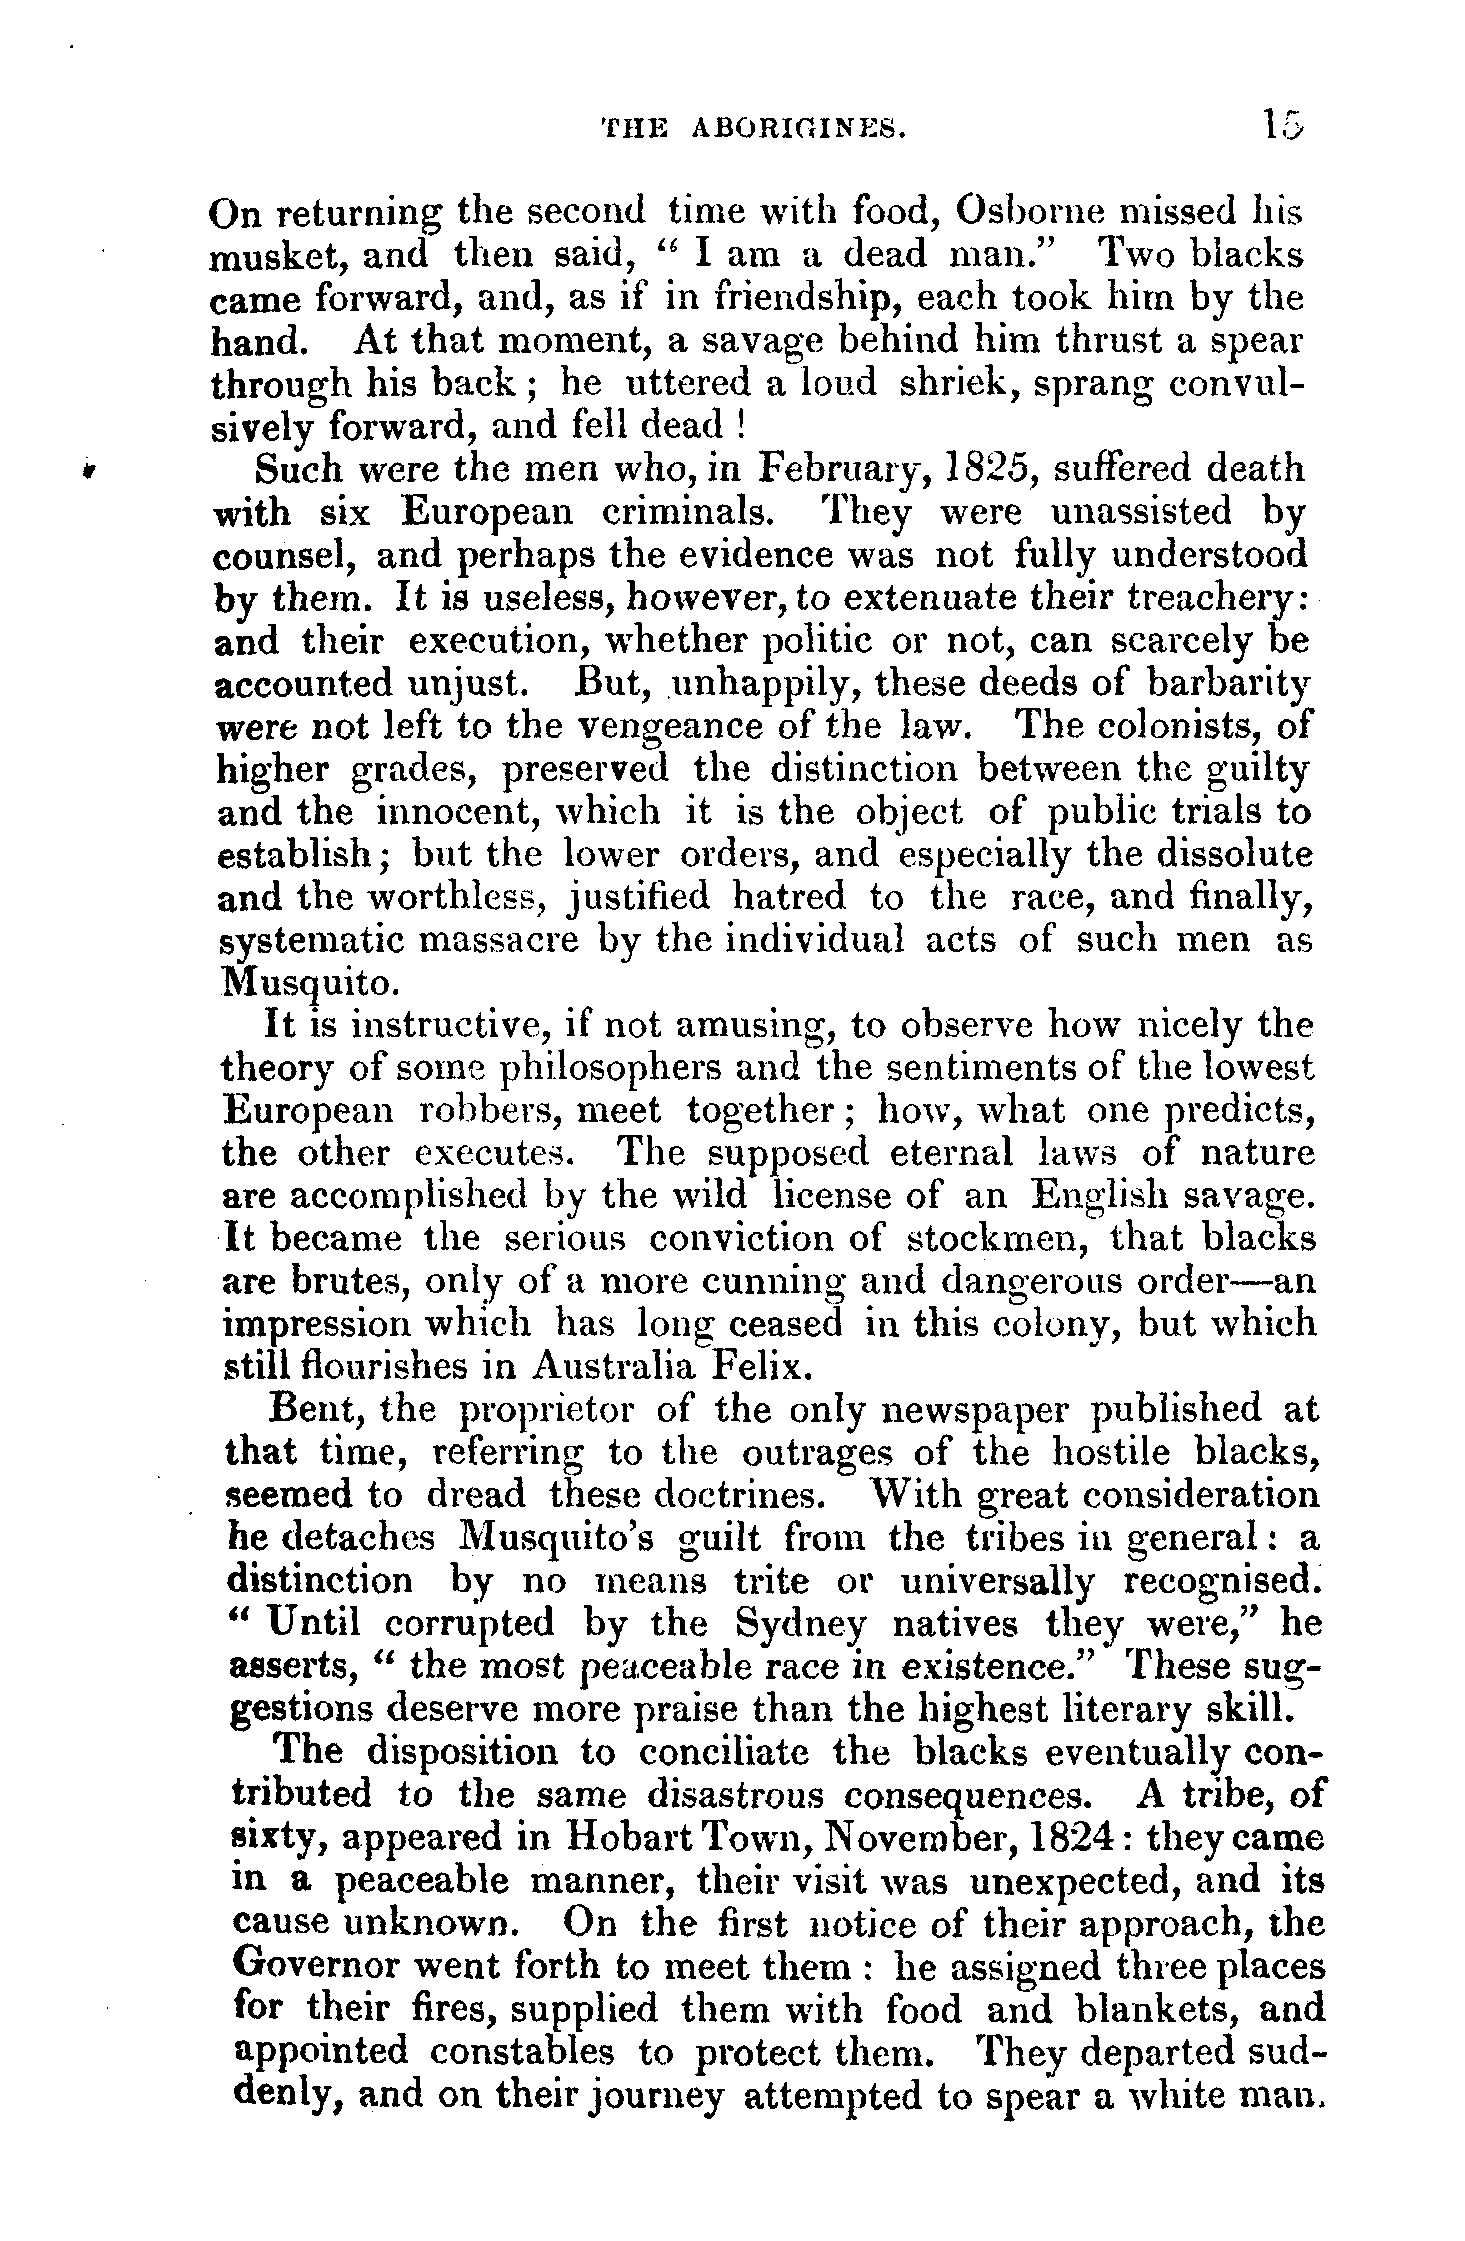 THE ABORIGINES. 15
On returning the second time with food, Osborne missed his
musket, and then said, “ I am a dead man.” Two blacks
came forward, and, as if in friendship, each took him by the
hand. At that moment, a savage behind him thrust a spear
through his back ; he uttered a loud shriek, sprang convul-
sively forward, and fell dead !
Such were the men who, in February, 1825, suffered death
with six European criminals. They were unassisted by
counsel, and perhaps the evidence was not fully understood
by them. It is useless, however, to extenuate their treachery:
and their execution, whether politic or not, can scarcely be
accounted unjust. But, unhappily, these deeds of barbarity
were not left to the vengeance of the law. The colonists, of
higher grades, preserved the distinction between the guilty
and the innocent, which it is the object of public trials to
establish ; but the lower orders, and especially the dissolute
and the worthless, justified hatred to the race, and finally,
systematic massacre by the individual acts of such men as
Musquito.
It is instructive, if not amusing, to observe how nicely the
theory of some philosophers and the sentiments of the lowest
European robbers, meet together ; how, what one predicts,
the other executes. The supposed eternal laws of nature
are accomplished by the wild license of an English savage.
It became the serious conviction of stockmen, that blacks
are brutes, only of a more cunning and dangerous order—an
impression which has long ceased in this colony, but which
still flourishes in Australia Felix.
Bent, the proprietor of the only newspaper published at
that time, referring to the outrages of the hostile blacks,
seemed to dread these doctrines. With great consideration
he detaches Musquito’s guilt from the tribes in general : a
distinction by no means trite or universally recognised.
“ Until corrupted by the Sydney natives they were,” he
asserts, “ the most peaceable race in existence.” These sug-
gestions deserve more praise than the highest literary skill.
The disposition to conciliate the blacks eventually con-
tributed to the same disastrous consequences. A tribe, of
sixty, appeared in Hobart Town, November, 1824 : they came
in a peaceable manner, their visit was unexpected, and its
cause unknown. On the first notice of their approach, the
Governor went forth to meet them : he assigned three places
for their fires, supplied them with food and blankets, and
appointed constables to protect them. They departed sud-
denly, and on their journey attempted to spear a white man.